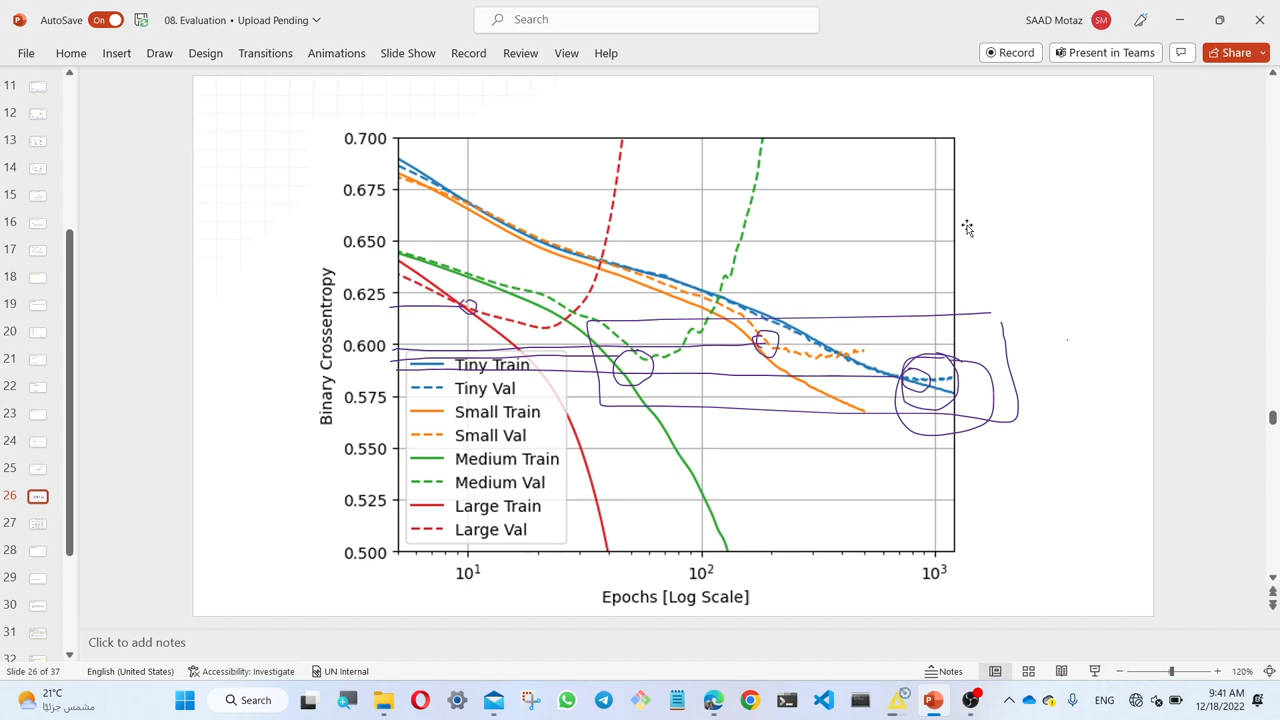 AutoSave On 08. Evaluation • Upload Pending Search SAAD Motaz SM
File Home Insert Draw Design Transitions Animations Slide Show Record Review View Help Record Present in Teams Share
11
12
13
14
15
16
17
18
19
20
21
22
23
24
25
26
27
28
29
30
31
32
0.700
0.675
0.650
0.625
0.600
0.575
0.550
0.525
0.500
Binary Crossentropy
Tiny Train
Tiny Val
Small Train
Small Val
Medium Train
Medium Val
Large Train
Large Val
10¹ 10² 10³
Epochs [Log Scale]
Click to add notes
Slide 26 of 37 English (United States) Accessibility: Investigate UN Internal Notes 120%
21°C
مشمس جزئيًا
Search
ENG
9:41 AM
12/18/2022